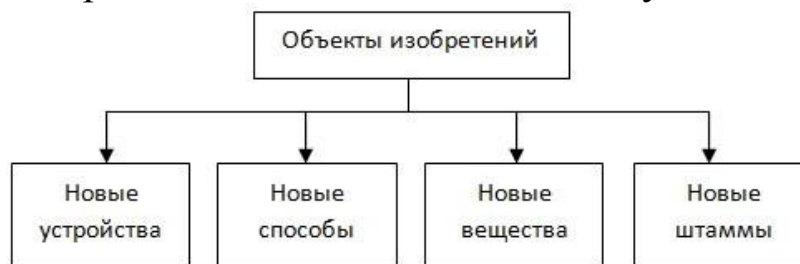 Объекты изобретений
Новые
устройства
Новые
способы
Новые
вещества
Новые
штаммы